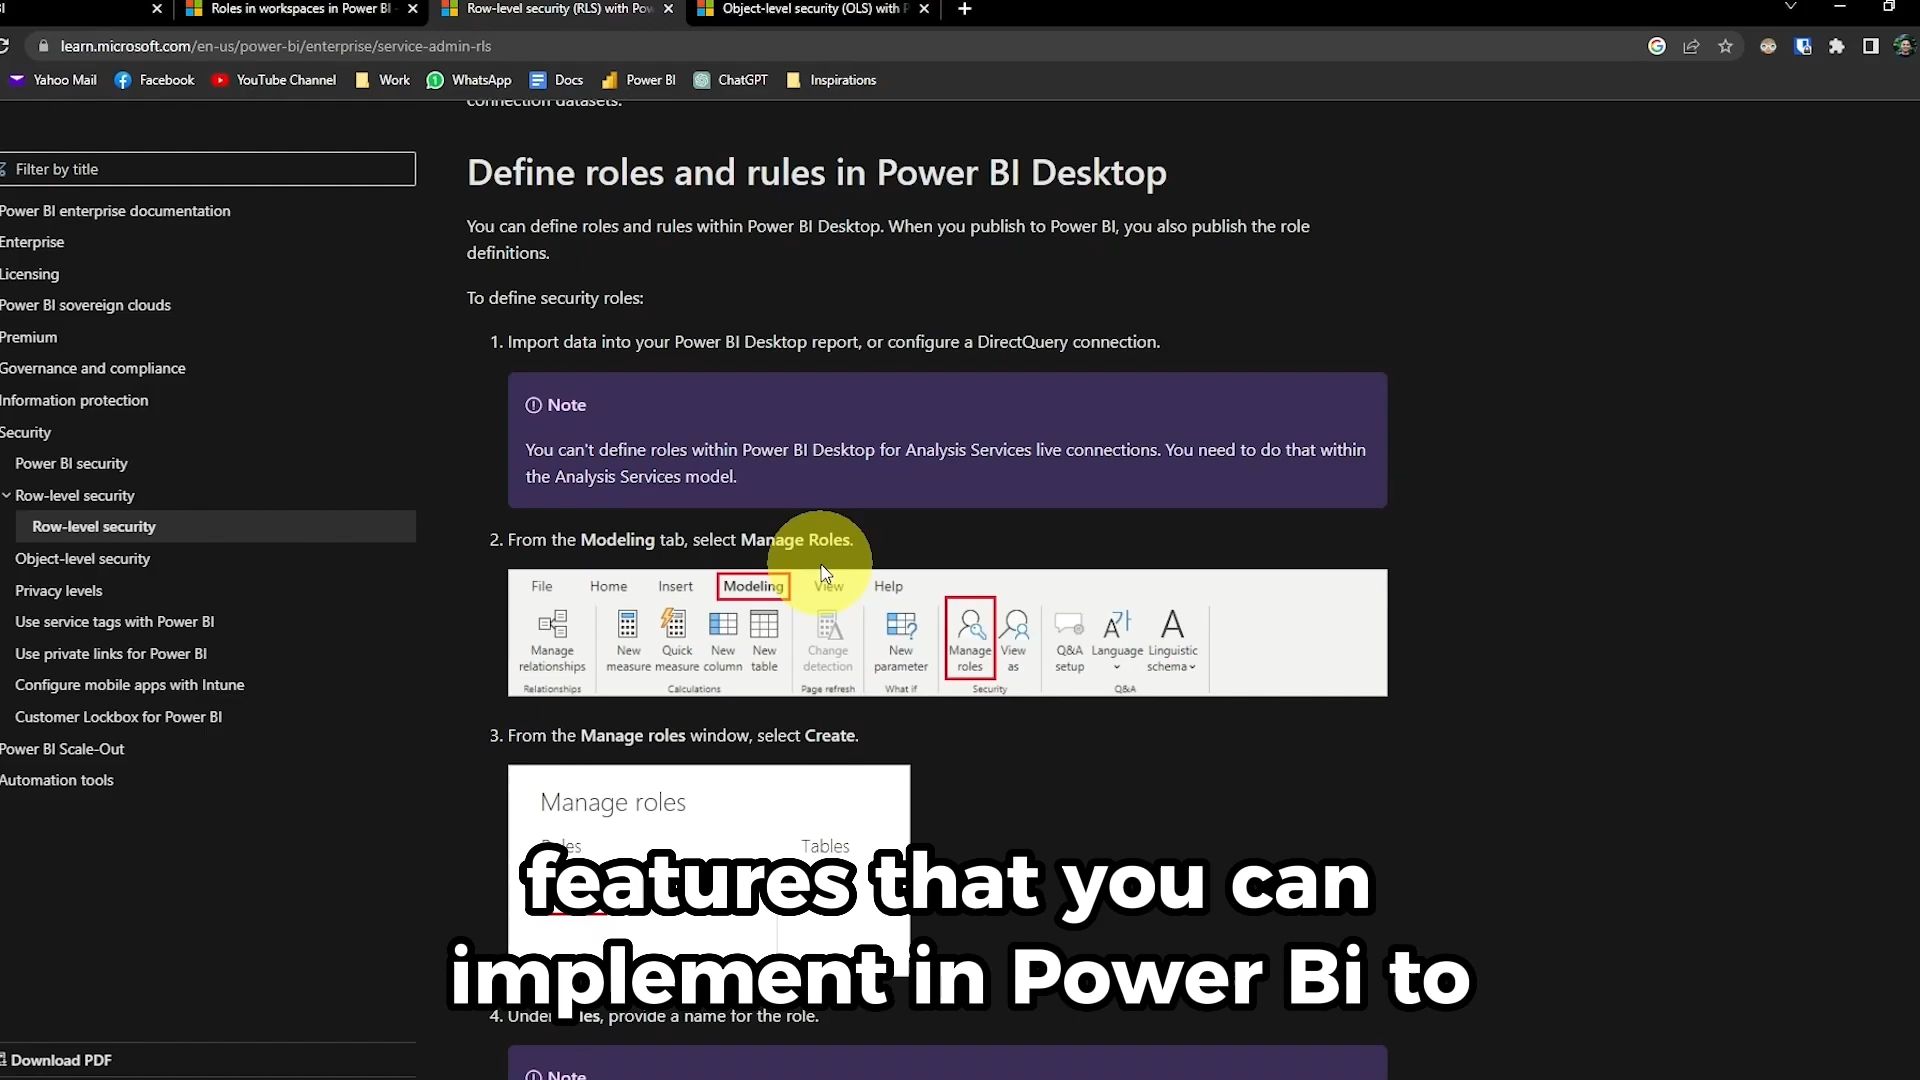 BI
Roles in workspaces in Power BI -
Row-level security (RLS) with Pow
Object-level security (OLS) with P
learn.microsoft.com/en-us/power-bi/enterprise/service-admin-rls
Yahoo Mail
Facebook
YouTube Channel
Work
WhatsApp
Docs
Power BI
ChatGPT
Inspirations
connection datasets.
Filter by title
Power BI enterprise documentation
Enterprise
Licensing
Power BI sovereign clouds
Premium
Governance and compliance
Information protection
Security
Power BI security
Row-level security
Row-level security
Object-level security
Privacy levels
Use service tags with Power BI
Use private links for Power BI
Configure mobile apps with Intune
Customer Lockbox for Power BI
Power BI Scale-Out
Automation tools
Download PDF
Define roles and rules in Power BI Desktop
You can define roles and rules within Power BI Desktop. When you publish to Power BI, you also publish the role
definitions.
To define security roles:
1. Import data into your Power BI Desktop report, or configure a DirectQuery connection.
Note
You can't define roles within Power BI Desktop for Analysis Services live connections. You need to do that within
the Analysis Services model.
2. From the Modeling tab, select Manage Roles.
File Home Insert Modeling View Help
Manage relationships
New measure
Quick measure
New column
New table
Change detection
New parameter
Manage roles
View as
Q&A setup
Language
Linguistic schema
Relationships
Calculations
Page refresh
What if
Security
Q&A
3. From the Manage roles window, select Create.
Manage roles
Tables
features that you can
implement in Power Bi to
4. Under
les, provide a name for the role.
Note